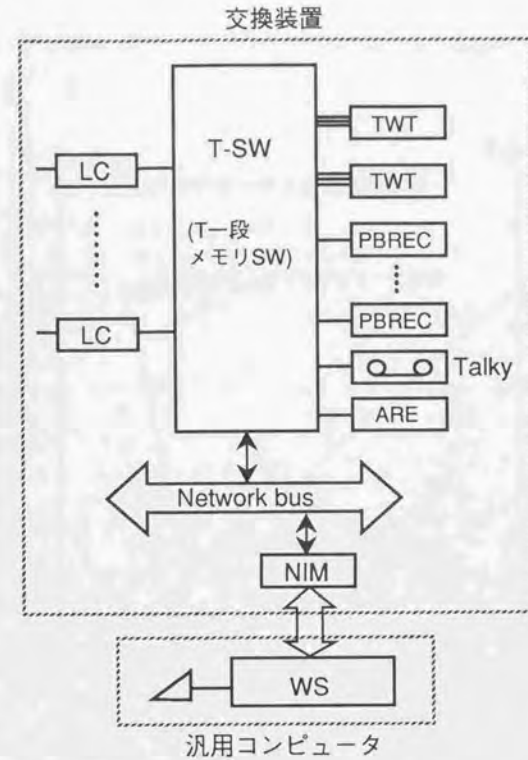 交換装置
T-SW
(T一段
メモリSW)
LC
LC
TWT
TWT
PBREC
PBREC
Talky
ARE
Network bus
NIM
WS
汎用コンピュータ